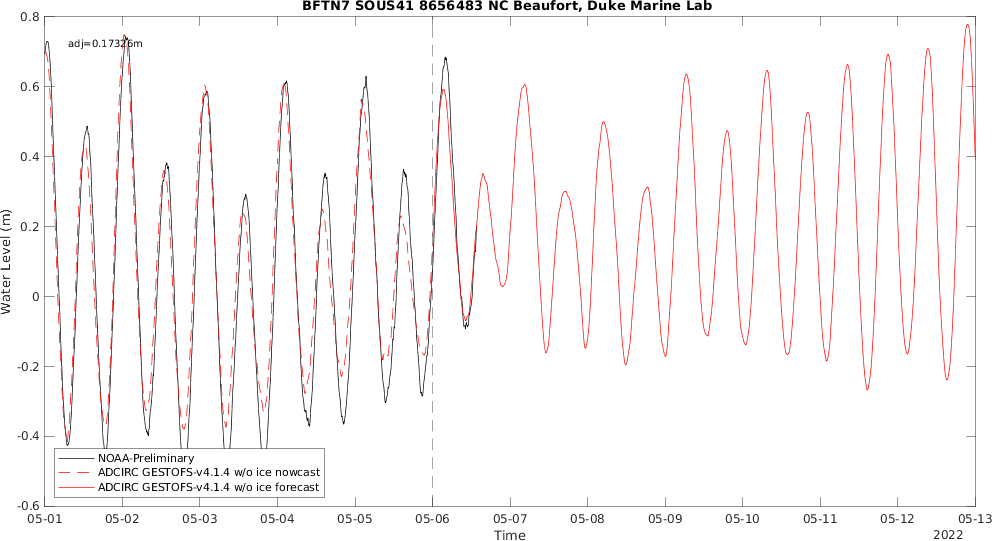 BFTN7 SOUS41 8656483 NC Beaufort, Duke Marine Lab
adj=0.17326m
Water Level (m)
0.8
0.6
0.4
0.2
0
-0.2
-0.4
-0.6
NOAA-Preliminary
ADCIRC GESTOFS-v4.1.4 w/o ice nowcast
ADCIRC GESTOFS-v4.1.4 w/o ice forecast
05-01 05-02 05-03 05-04 05-05 05-06 05-07 05-08 05-09 05-10 05-11 05-12 05-13
Time
2022